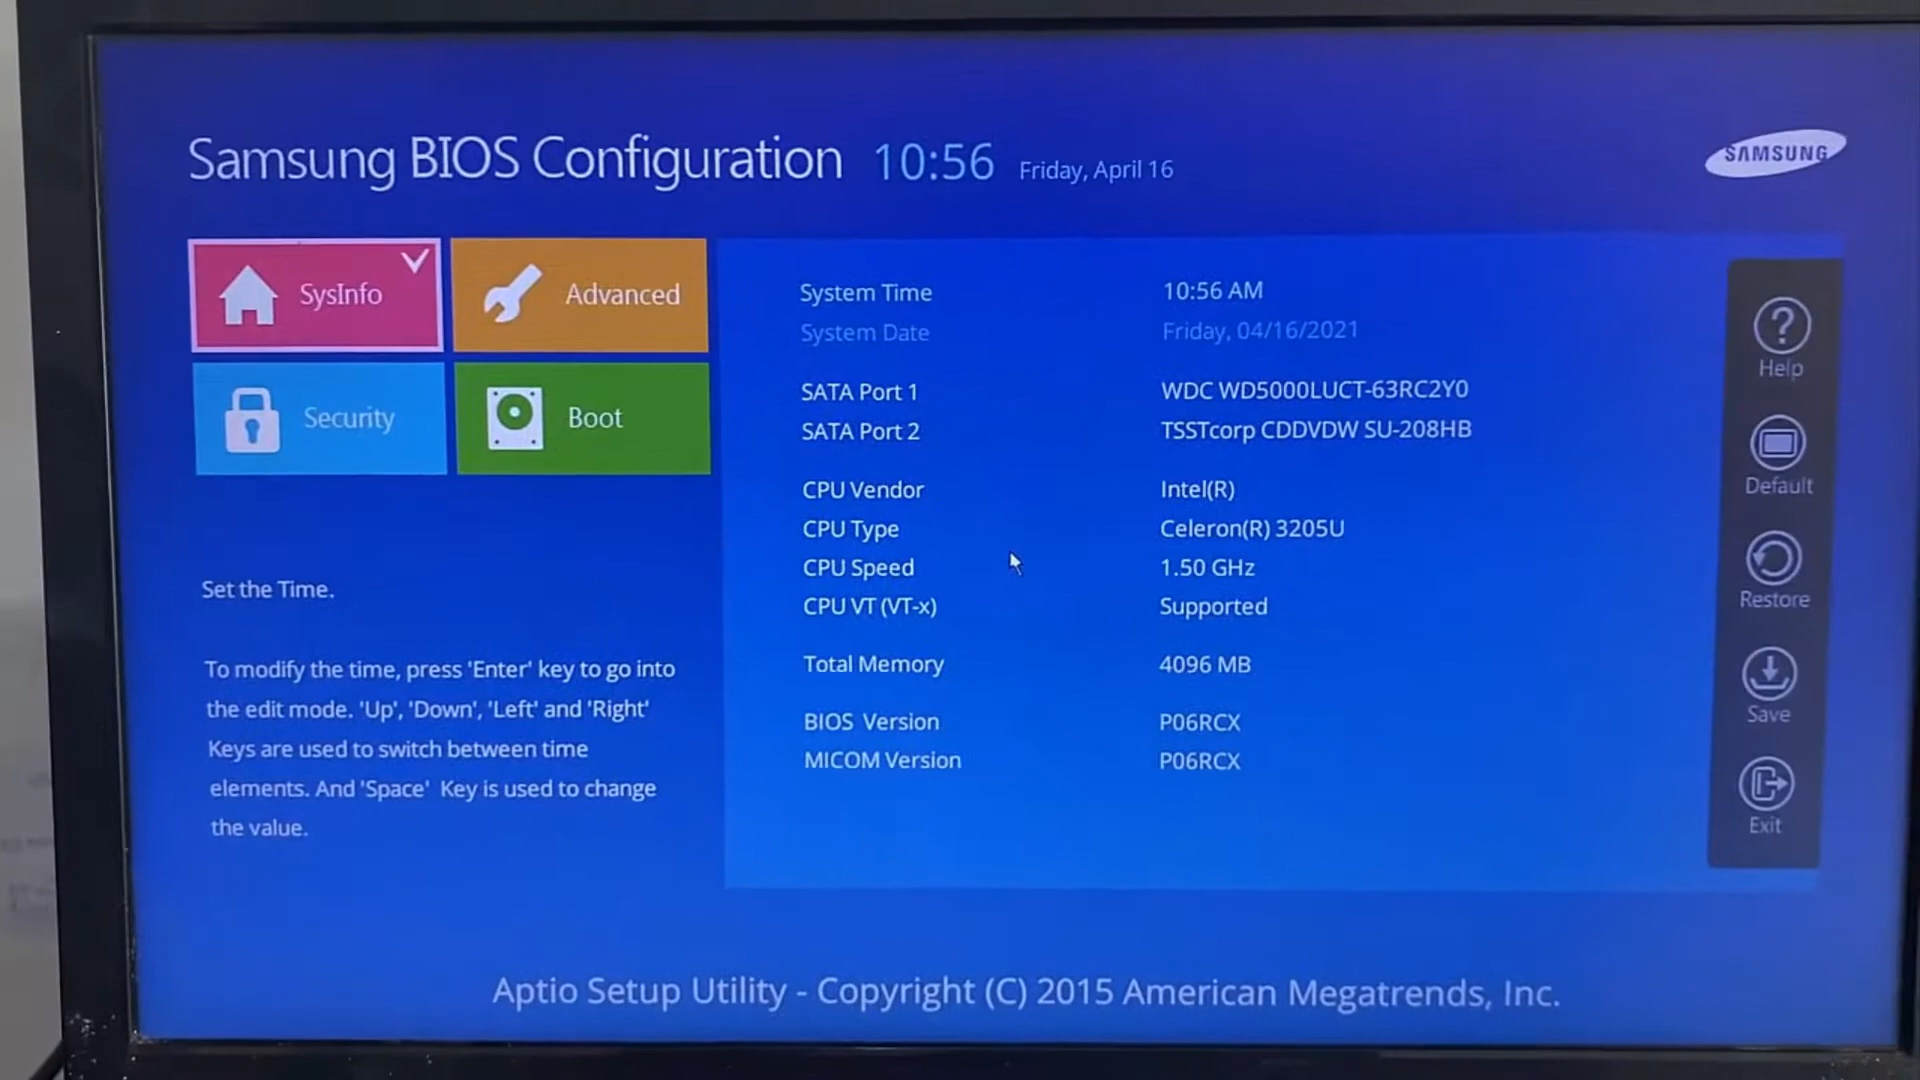 Samsung BIOS Configuration 10:56 Friday, April 16
SAMSUNG
SysInfo
Advanced
Security
Boot
Set the Time.
To modify the time, press 'Enter' key to go into
the edit mode. 'Up', 'Down', 'Left' and 'Right'
Keys are used to switch between time
elements. And 'Space' Key is used to change
the value.
System Time 10:56 AM
System Date Friday, 04/16/2021
SATA Port 1 WDC WD5000LUCT-63RC2Y0
SATA Port 2 TSSTcorp CDDVDW SU-208HB
CPU Vendor Intel(R)
CPU Type Celeron(R) 3205U
CPU Speed 1.50 GHz
CPU VT (VT-x) Supported
Total Memory 4096 MB
BIOS Version P06RCX
MICOM Version P06RCX
Help
Default
Restore
Save
Exit
Aptio Setup Utility - Copyright (C) 2015 American Megatrends, Inc.